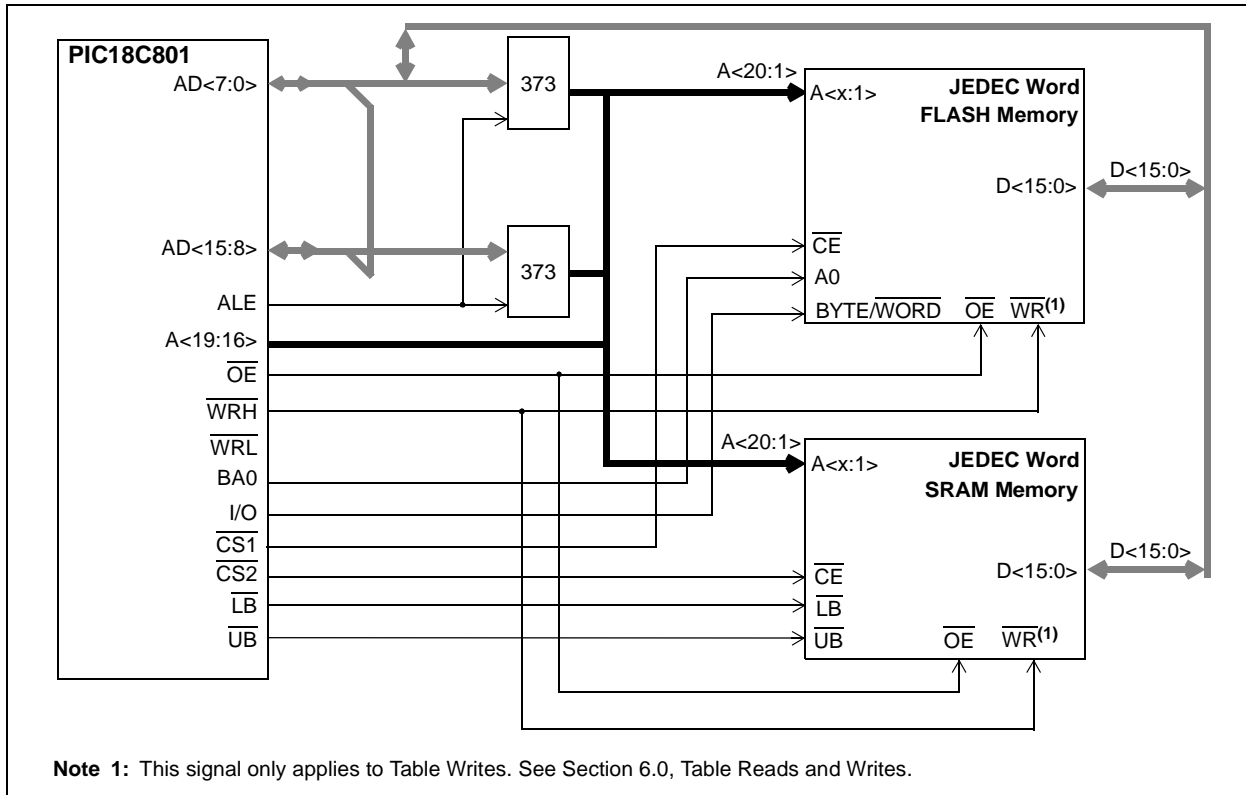 PIC18C801
AD<7:0>
373
A<20:1>
A<x:1>
JEDEC Word
FLASH Memory
D<15:0>
D<15:0>
AD<15:8>
373
CE
A0
ALE
BYTE/WORD OE WR(1)
A<19:16>
OE
WRH
WRL
A<20:1>
A<x:1>
JEDEC Word
SRAM Memory
BA0
I/O
CS1
D<15:0>
D<15:0>
CS2
CE
LB
LB
UB
UB OE WR(1)
Note 1: This signal only applies to Table Writes. See Section 6.0, Table Reads and Writes.